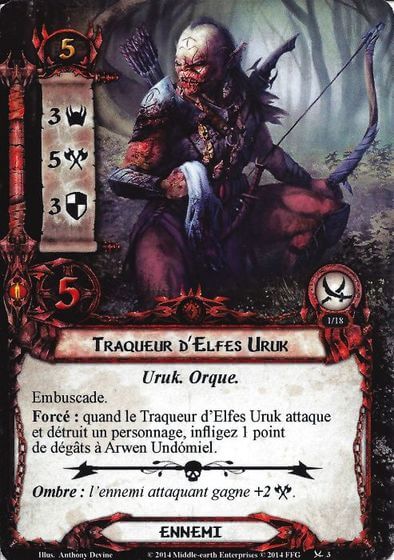 5
3
5
3
5
1/18
TRAQUEUR D'ELFES URUK
Uruk. Orque.
Embuscade.
Forcé : quand le Traqueur d'Elfes Uruk attaque
et détruit un personnage, infligez 1 point
de dégâts à Arwen Undómiel.
Ombre : l'ennemi attaquant gagne +2
ENNEMI
Illus. Anthony Devine © 2014 Middle-earth Enterprises © 2014 FFG 3